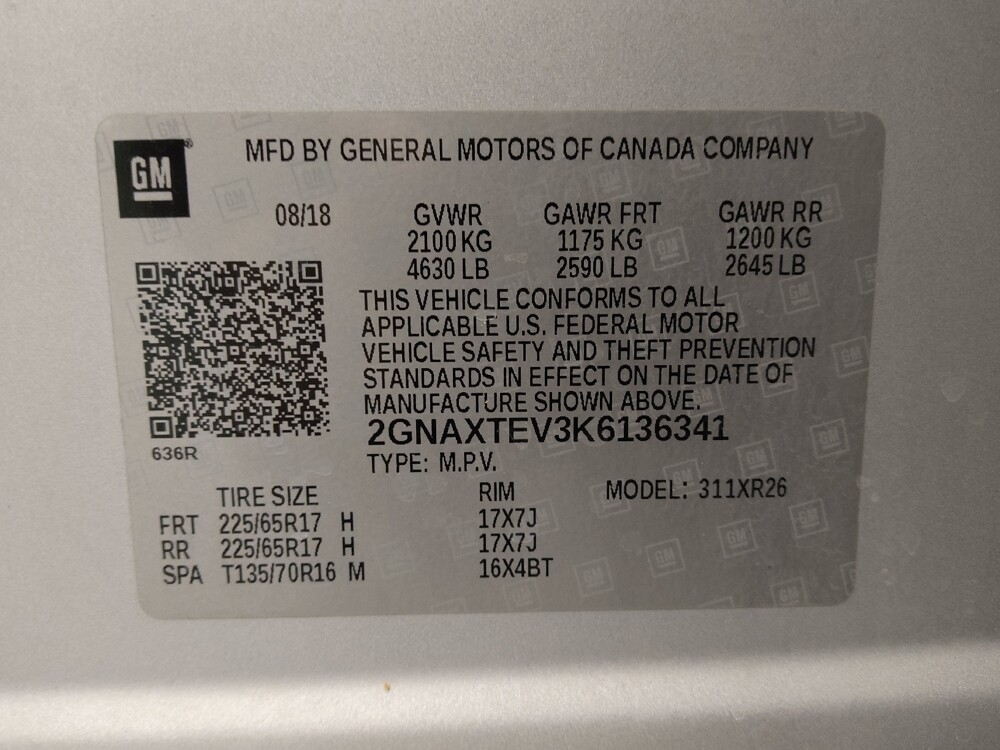 GM®
MFD BY GENERAL MOTORS OF CANADA COMPANY
08/18 GVWR GAWR FRT GAWR RR
2100 KG 1175 KG 1200 KG
4630 LB 2590 LB 2645 LB
THIS VEHICLE CONFORMS TO ALL
APPLICABLE U.S. FEDERAL MOTOR
VEHICLE SAFETY AND THEFT PREVENTION
STANDARDS IN EFFECT ON THE DATE OF
MANUFACTURE SHOWN ABOVE.
2GNAXTEV3K6136341
636R
TYPE: M.P.V.
TIRE SIZE RIM MODEL: 311XR26
FRT 225/65R17 H 17X7J
RR 225/65R17 H 17X7J
SPA T135/70R16 M 16X4BT